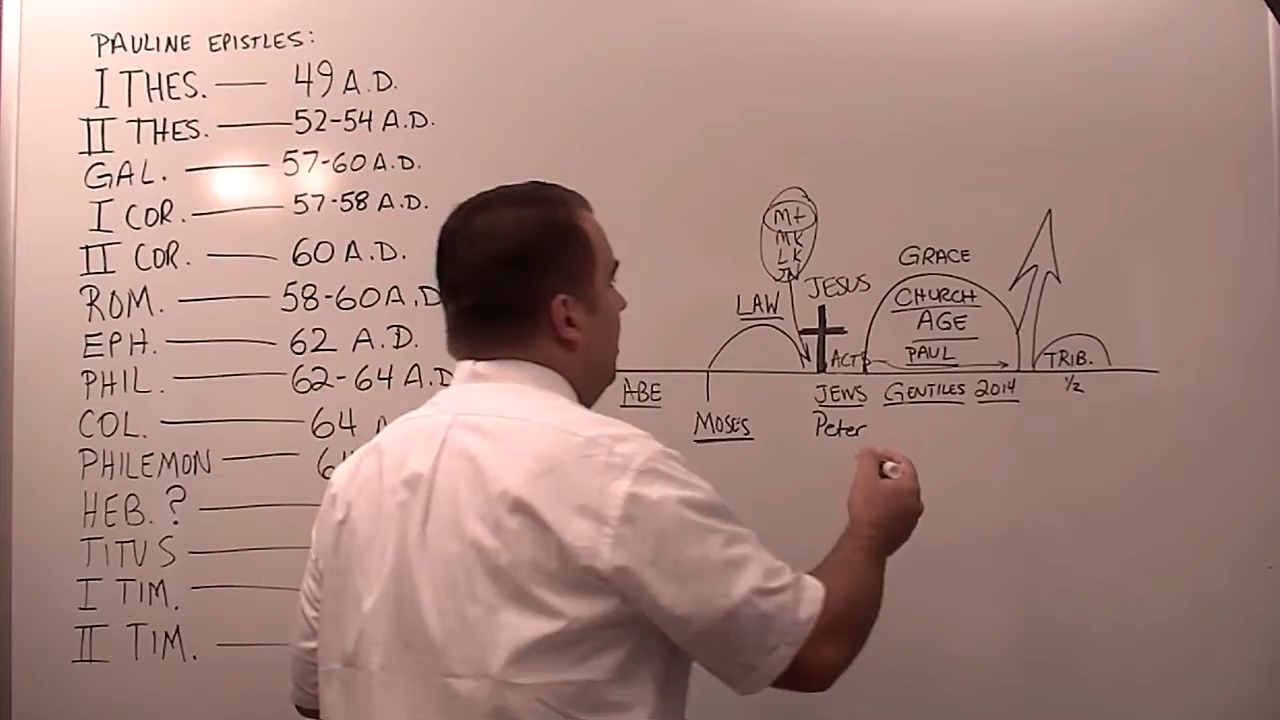 PAULINE EPISTLES:
I THES. — 49 A.D.
II THES. — 52-54 A.D.
GAL. — 57-60 A.D.
I COR. — 57-58 A.D.
II COR. — 60 A.D.
ROM. — 58-60 A.D
EPH. — 62 A.D.
PHIL. — 62-64 A.D
COL. — 64
PHILEMON —
HEB. ? —
TITUS —
I TIM. —
II TIM. —
Mt
MK
LK
JN
JESUS
LAW
GRACE
CHURCH
AGE
PAUL
ACTS
TRIB.
ABE
MOSES
JEWS
Peter
GENTILES 2014
1/2